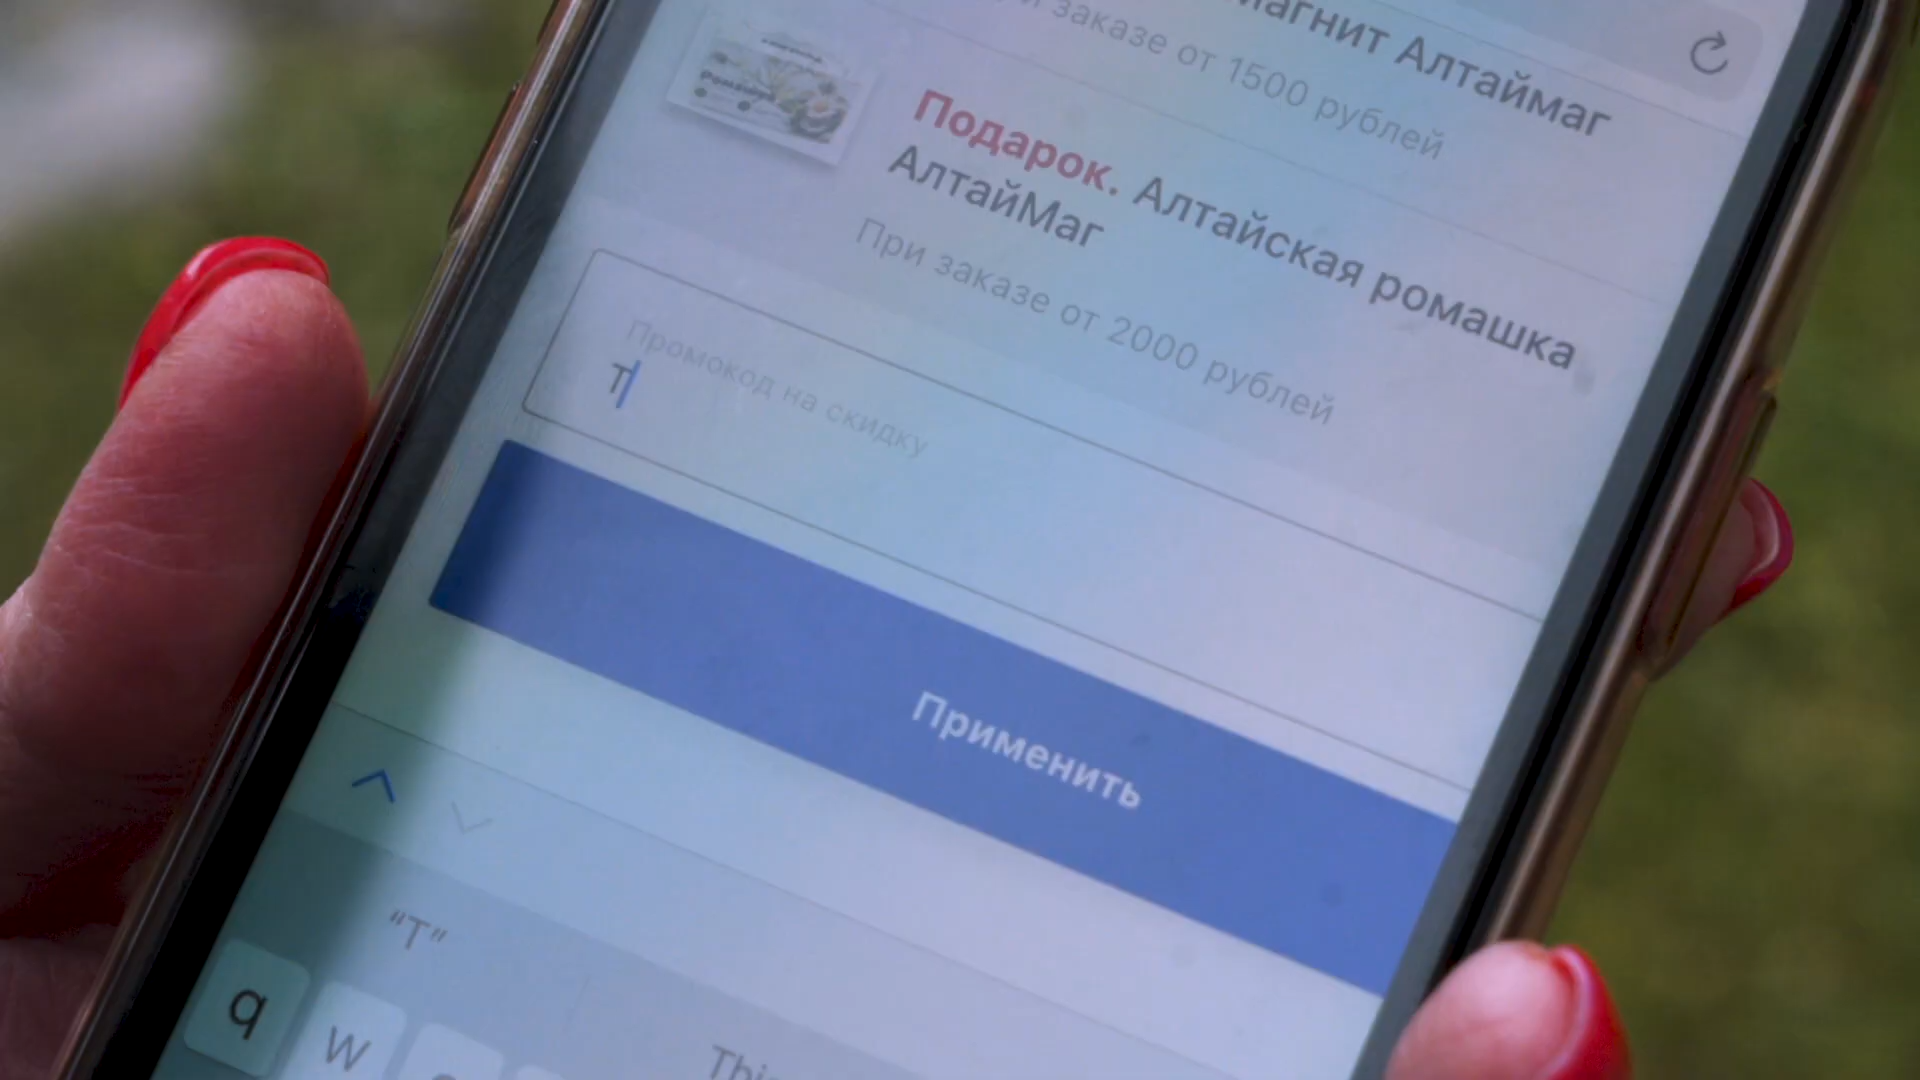 агнит Алтаймаг
заказе от 1500 рублей
Подарок. Алтайская ромашка
АлтайМаг
При заказе от 2000 рублей
Промокод на скидку
T
Применить
“T”
q
w